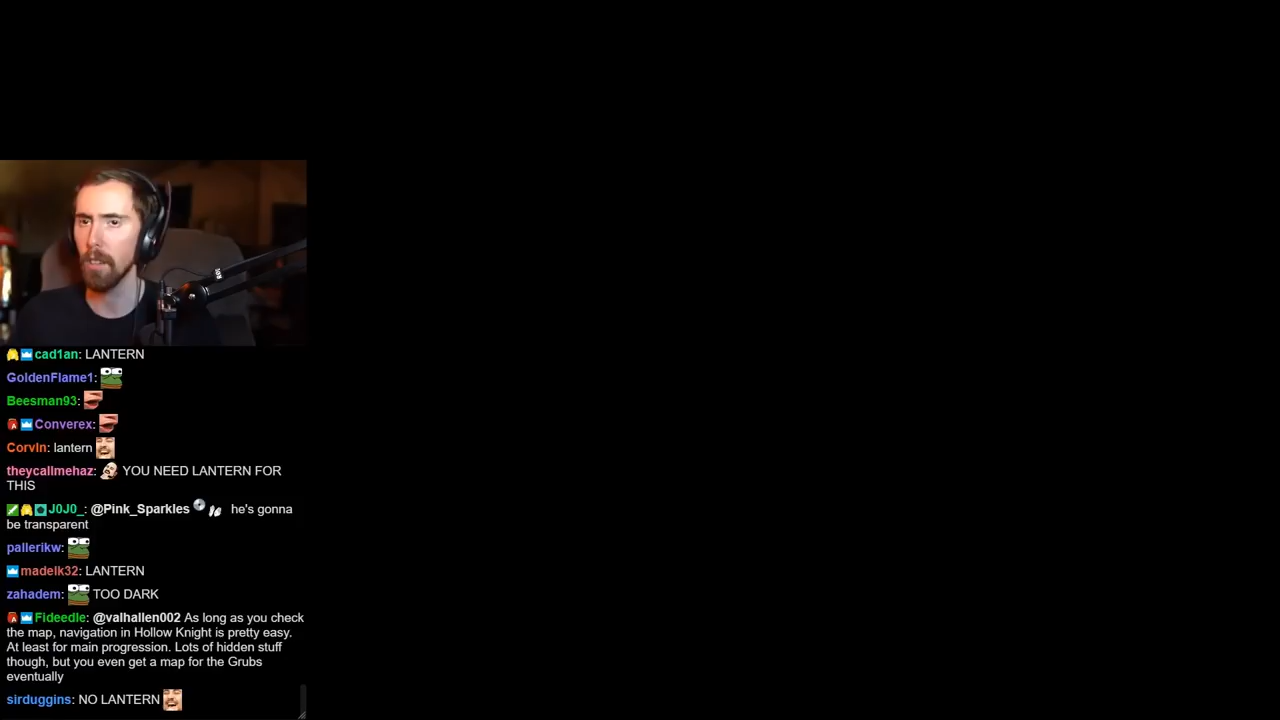 cad1an: LANTERN
GoldenFlame1:
Beesman93:
Converex:
Corvln: lantern
theycallmehaz: YOU NEED LANTERN FOR
THIS
J0J0_: @Pink_Sparkles he's gonna
be transparent
pallerikw:
madelk32: LANTERN
zahadem: TOO DARK
Fideedle: @valhallen002 As long as you check
the map, navigation in Hollow Knight is pretty easy.
At least for main progression. Lots of hidden stuff
though, but you even get a map for the Grubs
eventually
sirduggins: NO LANTERN